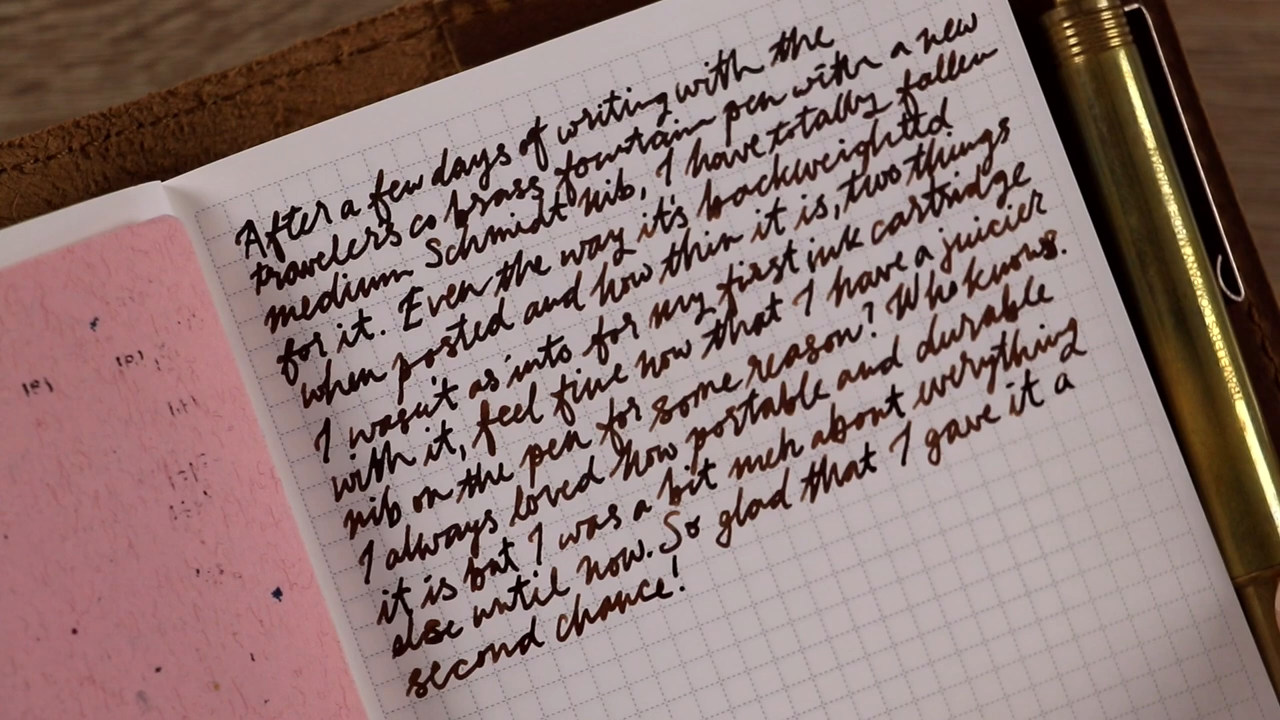 After a few days of writing with the
travelers co brass fountain pen with a new
medium Schmidt nib, I have totally fallen
for it. Even the way it's backweighted
when posted and how thin it is, two things
I wasn't as into for my first ink cartridge
with it, feel fine now that I have a juicier
nib on the pen for some reason? Who knows.
I always loved how portable and durable
it is but I was a bit meh about everything
else until now. So glad that I gave it a
second chance!